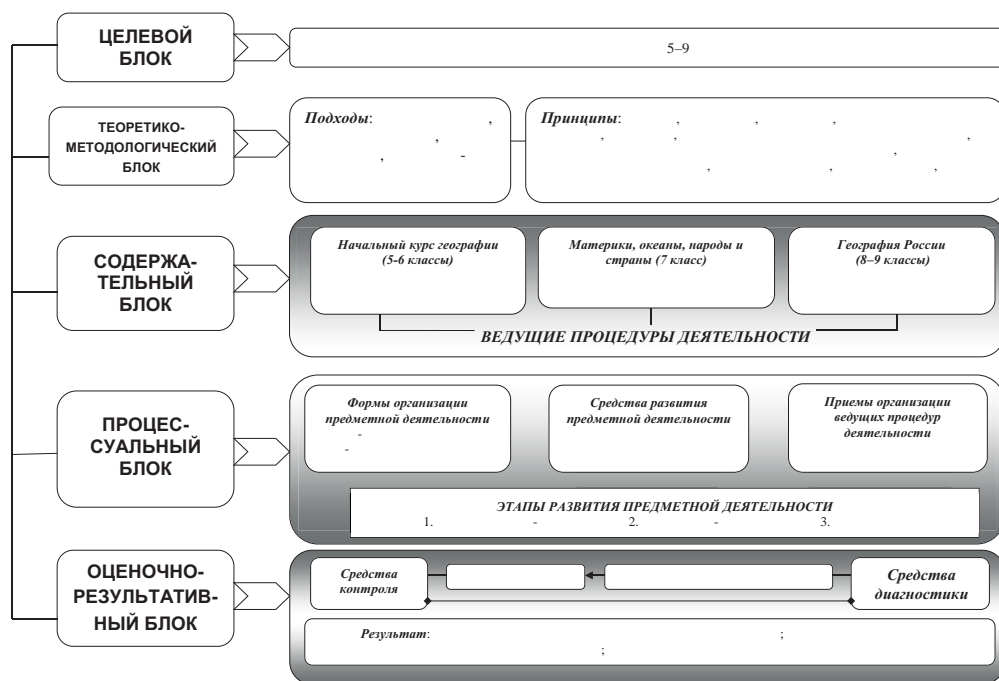 ЦЕЛЕВОЙ
БЛОК
5–9
ТЕОРЕТИКО-
МЕТОДОЛОГИЧЕСКИЙ
БЛОК
Подходы: ,
,
, -
Принципы: , , ,
, , ,
,
, , ,
СОДЕРЖА-
ТЕЛЬНЫЙ
БЛОК
Начальный курс географии
(5-6 классы)
Материки, океаны, народы и
страны (7 класс)
География России
(8–9 классы)
ВЕДУЩИЕ ПРОЦЕДУРЫ ДЕЯТЕЛЬНОСТИ
ПРОЦЕС-
СУАЛЬНЫЙ
БЛОК
Формы организации
предметной деятельности
-
-
Средства развития
предметной деятельности
Приемы организации
ведущих процедур
деятельности
ЭТАПЫ РАЗВИТИЯ ПРЕДМЕТНОЙ ДЕЯТЕЛЬНОСТИ
1. - 2. - 3.
ОЦЕНОЧНО-
РЕЗУЛЬТАТИВ-
НЫЙ БЛОК
Средства
контроля
Средства
диагностики
Результат: ;
;